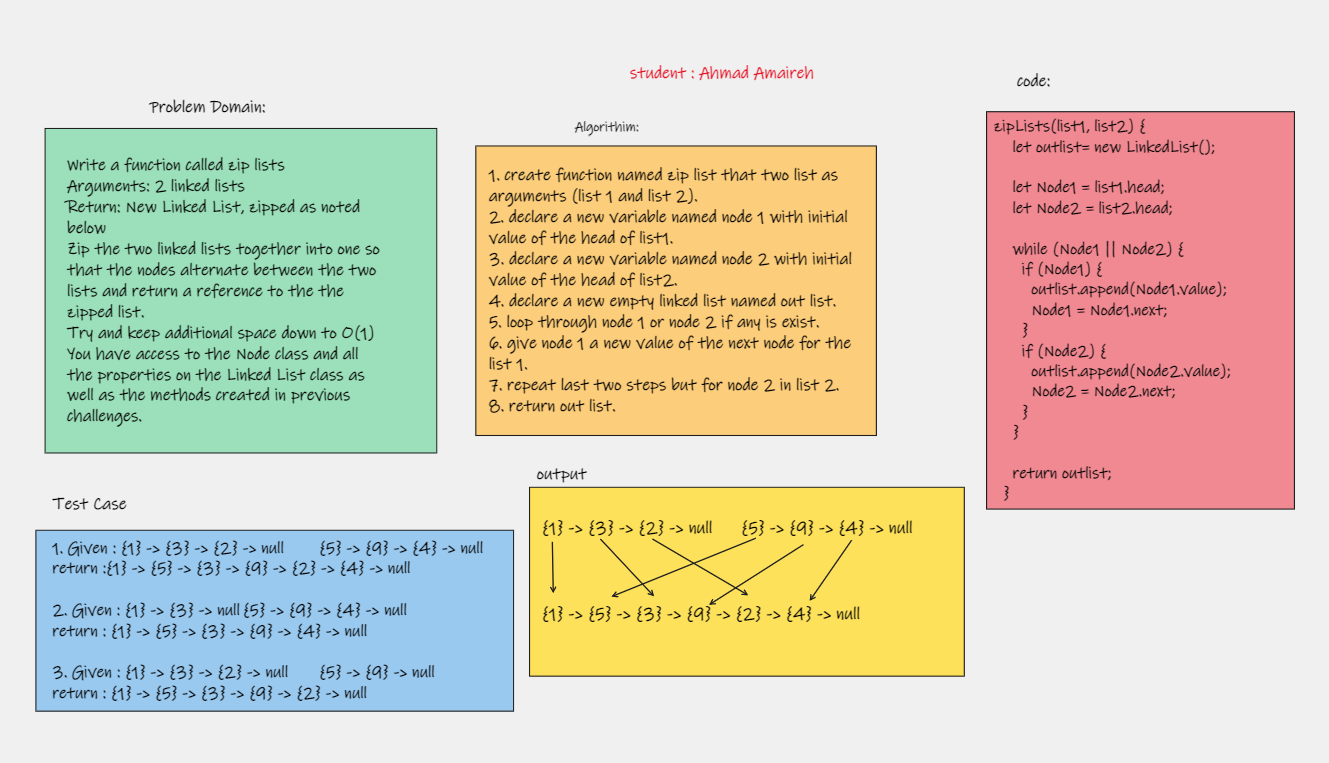 student : Ahmad Amaireh
Problem Domain:
Write a function called zip lists
Arguments: 2 linked lists
Return: New Linked List, zipped as noted
below
Zip the two linked lists together into one so
that the nodes alternate between the two
lists and return a reference to the the
zipped list.
Try and keep additional space down to O(1)
You have access to the Node class and all
the properties on the Linked List class as
well as the methods created in previous
challenges.
Algorithim:
1. create function named zip list that two list as
arguments (list 1 and list 2).
2. declare a new variable named node 1 with initial
value of the head of list1.
3. declare a new variable named node 2 with initial
value of the head of list2.
4. declare a new empty linked list named out list.
5. loop through node 1 or node 2 if any is exist.
6. give node 1 a new value of the next node for the
list 1.
7. repeat last two steps but for node 2 in list 2.
8. return out list.
code:
zipLists(list1, list2) {
let outlist= new LinkedList();
let Node1 = list1.head;
let Node2 = list2.head;
while (Node1 || Node2) {
if (Node1) {
outlist.append(Node1.value);
Node1 = Node1.next;
}
if (Node2) {
outlist.append(Node2.value);
Node2 = Node2.next;
}
}
return outlist;
}
Test Case
1. Given : {1} -> {3} -> {2} -> null {5} -> {9} -> {4} -> null
return :{1} -> {5} -> {3} -> {9} -> {2} -> {4} -> null
2. Given : {1} -> {3} -> null {5} -> {9} -> {4} -> null
return : {1} -> {5} -> {3} -> {9} -> {4} -> null
3. Given : {1} -> {3} -> {2} -> null {5} -> {9} -> null
return : {1} -> {5} -> {3} -> {9} -> {2} -> null
output
{1} -> {3} -> {2} -> null {5} -> {9} -> {4} -> null
{1} -> {5} -> {3} -> {9} -> {2} -> {4} -> null